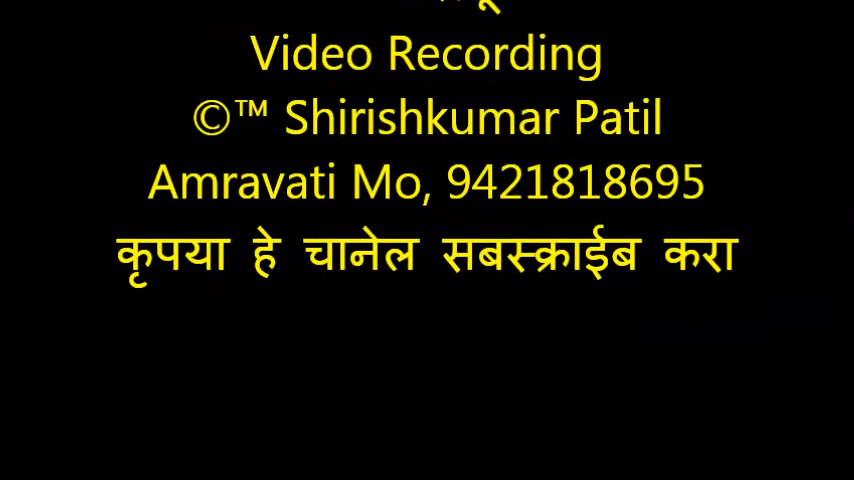 Video Recording
©™ Shirishkumar Patil
Amravati Mo, 9421818695
कृपया हे चानेल सबस्क्राईब करा